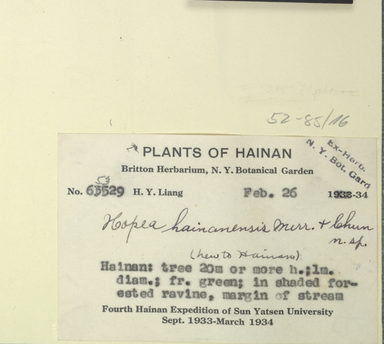 52-85/16
PLANTS OF HAINAN
Ex-Herb.
N. Y. Bot. Gard
Britton Herbarium, N. Y. Botanical Garden
No. 63529 H. Y. Liang Feb. 26 1933-34
Hopea hainanensis Merr. & Chun
n. sp.
(new to Hainan)
Hainan: tree 20m or more h.;1m.
diam.; fr. green; in shaded for-
ested ravine, margin of stream
Fourth Hainan Expedition of Sun Yatsen University
Sept. 1933-March 1934